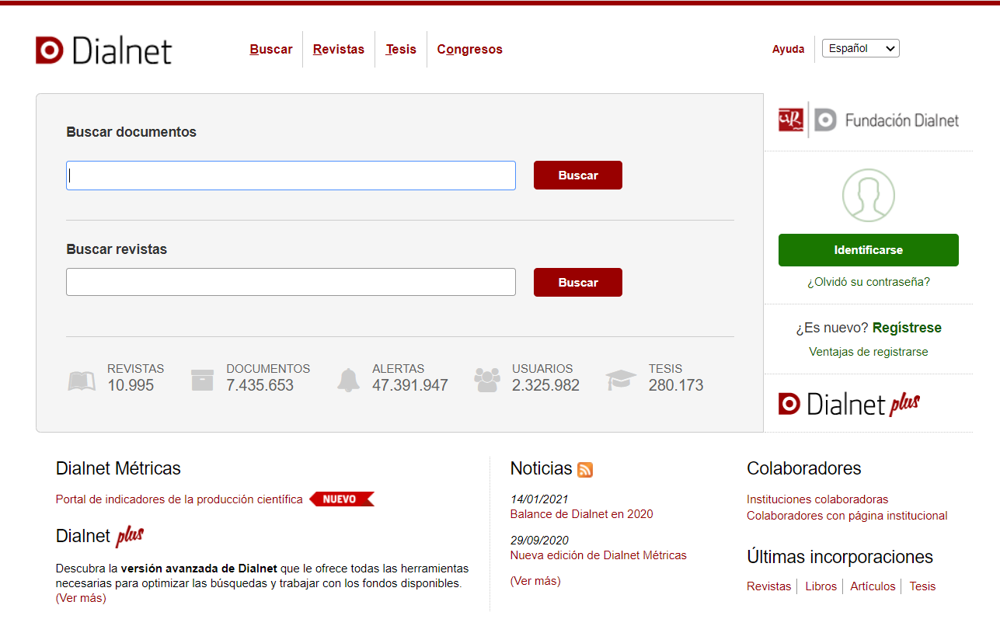 Dialnet
Buscar
Revistas
Tesis
Congresos
Ayuda
Español
Buscar documentos
Buscar
Buscar revistas
Buscar
REVISTAS
10.995
DOCUMENTOS
7.435.653
ALERTAS
47.391.947
USUARIOS
2.325.982
TESIS
280.173
UR
Fundación Dialnet
Identificarse
¿Olvidó su contraseña?
¿Es nuevo? Regístrese
Ventajas de registrarse
Dialnet plus
Dialnet Métricas
Portal de indicadores de la producción científica NUEVO
Dialnet plus
Descubra la versión avanzada de Dialnet que le ofrece todas las herramientas
necesarias para optimizar las búsquedas y trabajar con los fondos disponibles.
(Ver más)
Noticias
14/01/2021
Balance de Dialnet en 2020
29/09/2020
Nueva edición de Dialnet Métricas
(Ver más)
Colaboradores
Instituciones colaboradoras
Colaboradores con página institucional
Últimas incorporaciones
Revistas
Libros
Artículos
Tesis